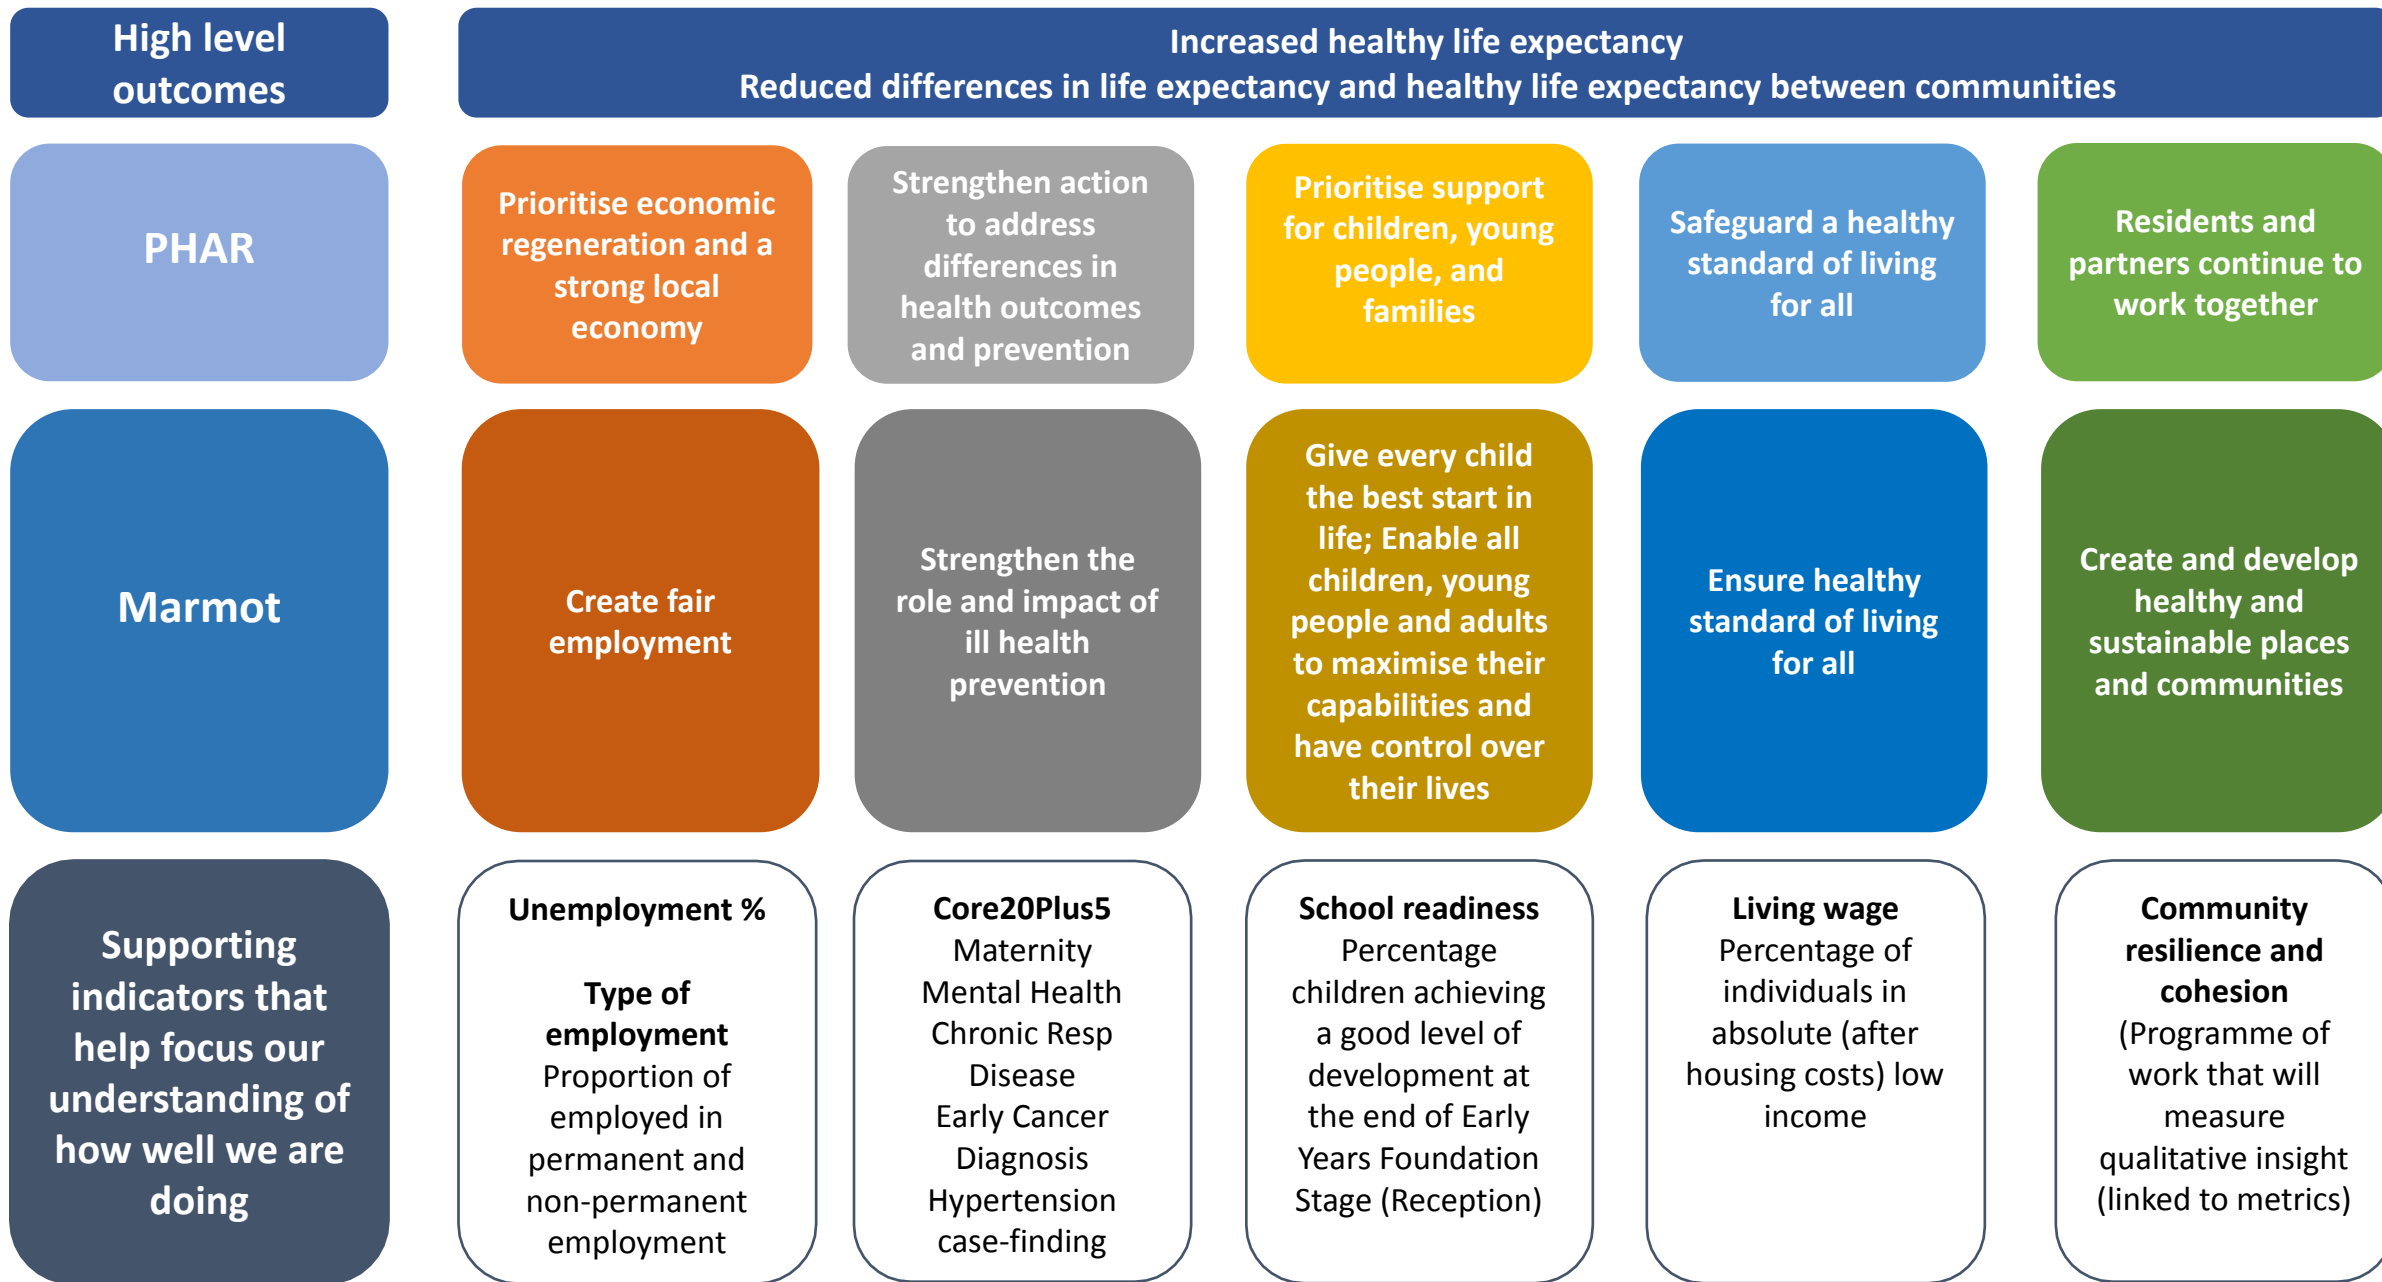 High level
outcomes
Increased healthy life expectancy
Reduced differences in life expectancy and healthy life expectancy between communities
PHAR
Prioritise economic
regeneration and a
strong local
economy
Strengthen action
to address
differences in
health outcomes
and prevention
Prioritise support
for children, young
people, and
families
Safeguard a healthy
standard of living
for all
Residents and
partners continue to
work together
Marmot
Create fair
employment
Strengthen the
role and impact of
ill health
prevention
Give every child
the best start in
life; Enable all
children, young
people and adults
to maximise their
capabilities and
have control over
their lives
Ensure healthy
standard of living
for all
Create and develop
healthy and
sustainable places
and communities
Supporting
indicators that
help focus our
understanding of
how well we are
doing
Unemployment %
Type of
employment
Proportion of
employed in
permanent and
non-permanent
employment
Core20Plus5
Maternity
Mental Health
Chronic Resp
Disease
Early Cancer
Diagnosis
Hypertension
case-finding
School readiness
Percentage
children achieving
a good level of
development at
the end of Early
Years Foundation
Stage (Reception)
Living wage
Percentage of
individuals in
absolute (after
housing costs) low
income
Community
resilience and
cohesion
(Programme of
work that will
measure
qualitative insight
(linked to metrics)